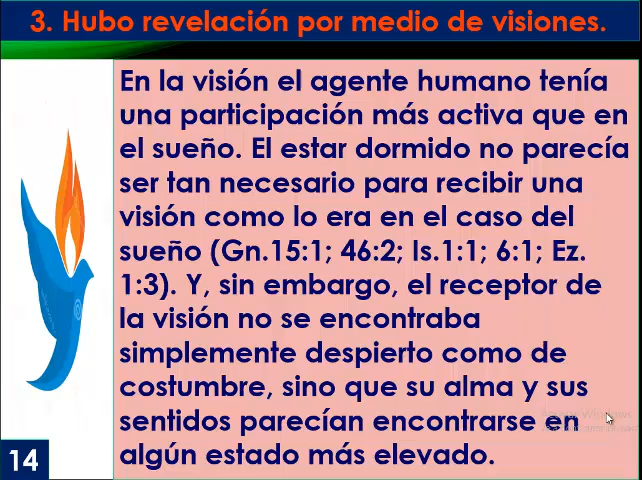 3. Hubo revelación por medio de visiones.
En la visión el agente humano tenía
una participación más activa que en
el sueño. El estar dormido no parecía
ser tan necesario para recibir una
visión como lo era en el caso del
sueño (Gn.15:1; 46:2; Is.1:1; 6:1; Ez.
1:3). Y, sin embargo, el receptor de
la visión no se encontraba
simplemente despierto como de
costumbre, sino que su alma y sus
sentidos parecían encontrarse en
algún estado más elevado.
14